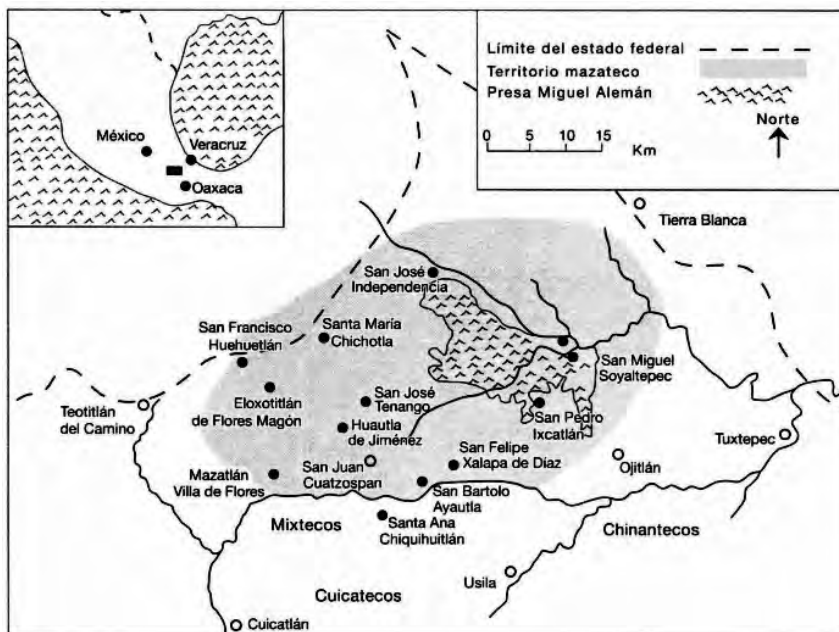 México
Veracruz
Oaxaca
Límite del estado federal
Territorio mazateco
Presa Miguel Alemán
Norte
0 5 10 15
Km
Tierra Blanca
San José
Independencia
Santa María
Chichotla
San Francisco
Huehuetlán
San Miguel
Soyaltepec
Teotitlán
del Camino
Eloxotitlán
de Flores Magón
San José
Tenango
Huautla
de Jiménez
San Pedro
Ixcatlán
Tuxtepec
Mazatlán
Villa de Flores
San Juan
Cuatzospan
San Felipe
Xalapa de Díaz
Ojitlán
San Bartolo
Ayautla
Mixtecos
Santa Ana
Chiquihuitlán
Chinantecos
Usila
Cuicatecos
Cuicatlán